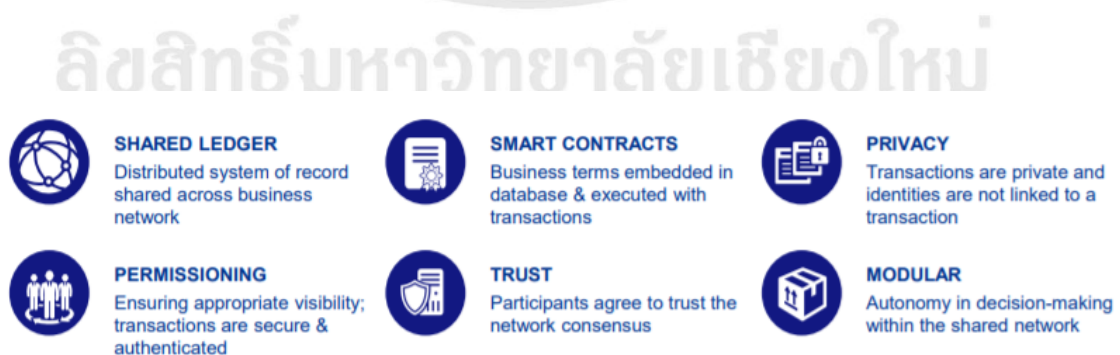 ลิขสิทธิ์มหาวิทยาลัยเชียงใหม่
SHARED LEDGER
Distributed system of record
shared across business
network
SMART CONTRACTS
Business terms embedded in
database & executed with
transactions
PRIVACY
Transactions are private and
identities are not linked to a
transaction
PERMISSIONING
Ensuring appropriate visibility;
transactions are secure &
authenticated
TRUST
Participants agree to trust the
network consensus
MODULAR
Autonomy in decision-making
within the shared network